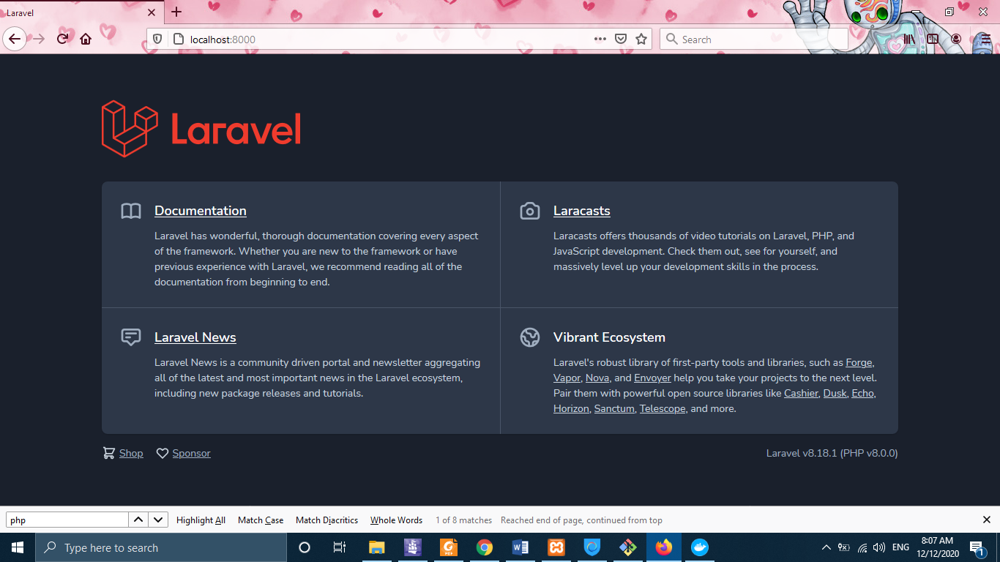 Laravel
localhost:8000
Search
Laravel
Documentation
Laravel has wonderful, thorough documentation covering every aspect
of the framework. Whether you are new to the framework or have
previous experience with Laravel, we recommend reading all of the
documentation from beginning to end.
Laracasts
Laracasts offers thousands of video tutorials on Laravel, PHP, and
JavaScript development. Check them out, see for yourself, and
massively level up your development skills in the process.
Laravel News
Laravel News is a community driven portal and newsletter aggregating
all of the latest and most important news in the Laravel ecosystem,
including new package releases and tutorials.
Vibrant Ecosystem
Laravel's robust library of first-party tools and libraries, such as Forge,
Vapor, Nova, and Envoyer help you take your projects to the next level.
Pair them with powerful open source libraries like Cashier, Dusk, Echo,
Horizon, Sanctum, Telescope, and more.
Shop Sponsor Laravel v8.18.1 (PHP v8.0.0)
php Highlight All Match Case Match Diacritics Whole Words 1 of 8 matches Reached end of page, continued from top
Type here to search
ENG
8:07 AM
12/12/2020
1